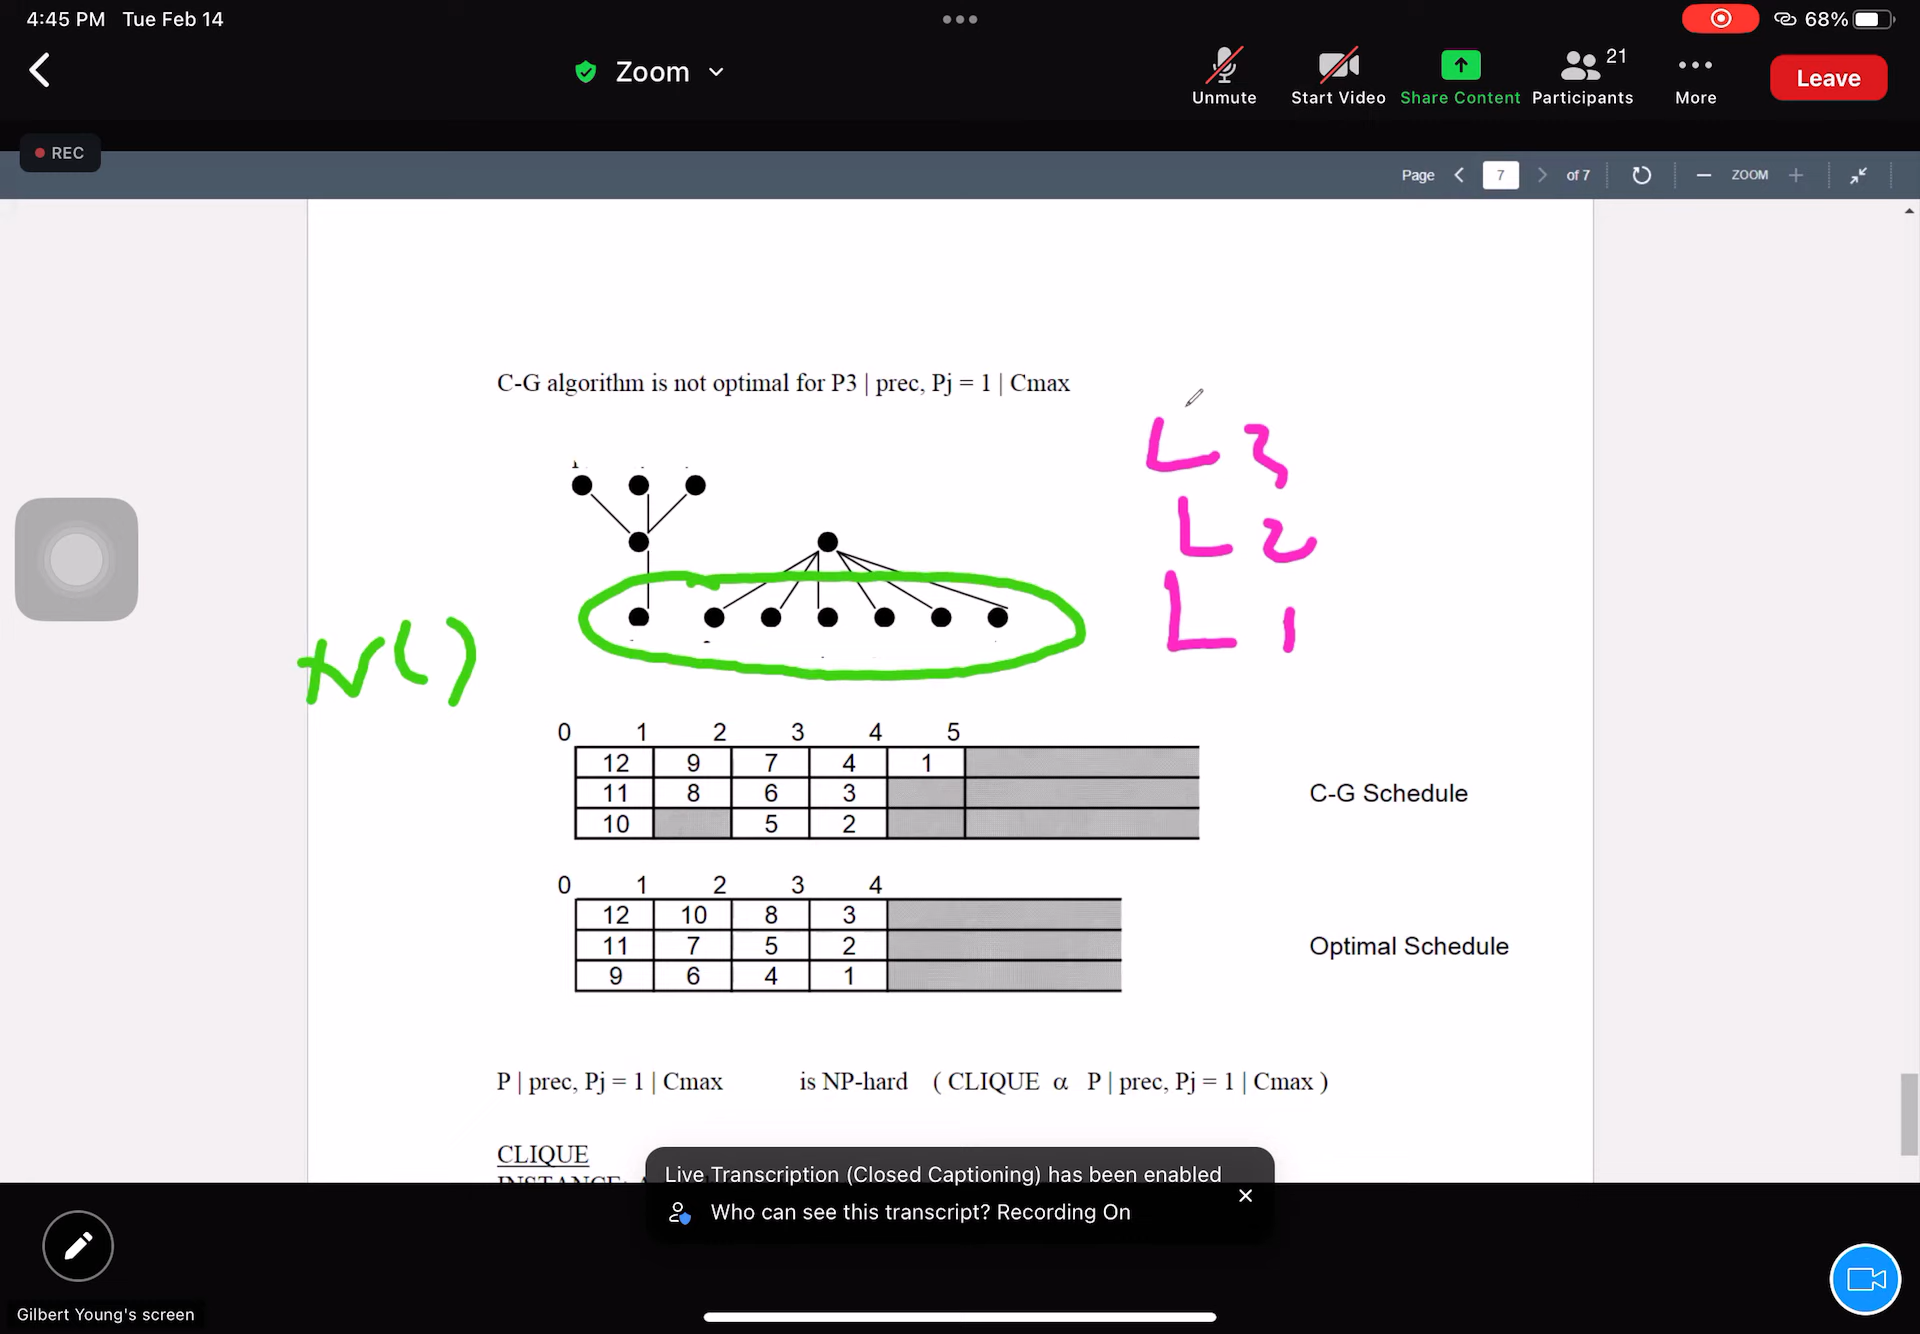 4:45 PM Tue Feb 14
68%
Zoom
Unmute
Start Video
Share Content
Participants
21
More
Leave
REC
Page 7 of 7
ZOOM
C-G algorithm is not optimal for P3 | prec, Pj = 1 | Cmax
L 3
L 2
L 1
N ( )
0 1 2 3 4 5
12 9 7 4 1
11 8 6 3
10 5 2
C-G Schedule
0 1 2 3 4
12 10 8 3
11 7 5 2
9 6 4 1
Optimal Schedule
P | prec, Pj = 1 | Cmax is NP-hard ( CLIQUE α P | prec, Pj = 1 | Cmax )
CLIQUE
INSTANCE: A
Live Transcription (Closed Captioning) has been enabled
Who can see this transcript? Recording On
Gilbert Young's screen